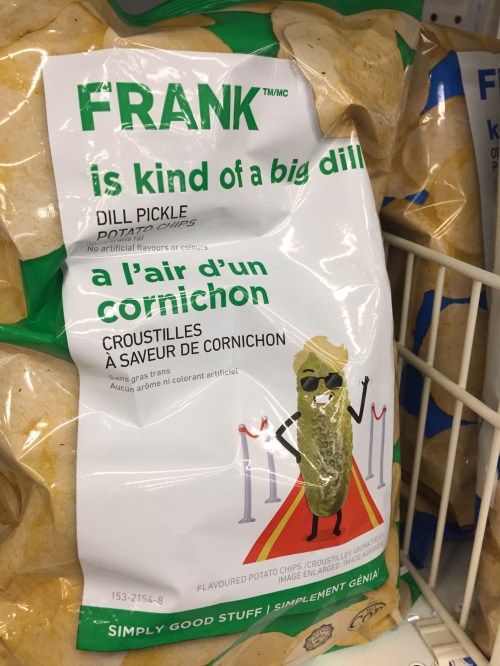 FRANK TM/MC
is kind of a big dill
DILL PICKLE
POTATO CHIPS
No artificial flavours or colours
a l'air d'un
cornichon
CROUSTILLES
À SAVEUR DE CORNICHON
Sans gras trans
Aucun arôme ni colorant artificiel
FLAVOURED POTATO CHIPS / CROUSTILLES
IMAGE ENLARGED / IMAGE
153-2154-8
SIMPLY GOOD STUFF | SIMPLEMENT GÉNIAL